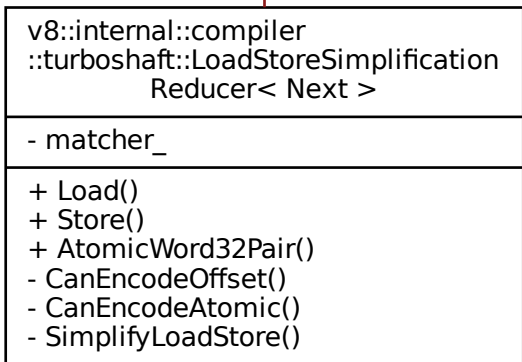 v8::internal::compiler
::turboshaft::LoadStoreSimplification
Reducer< Next >
- matcher_
+ Load()
+ Store()
+ AtomicWord32Pair()
- CanEncodeOffset()
- CanEncodeAtomic()
- SimplifyLoadStore()